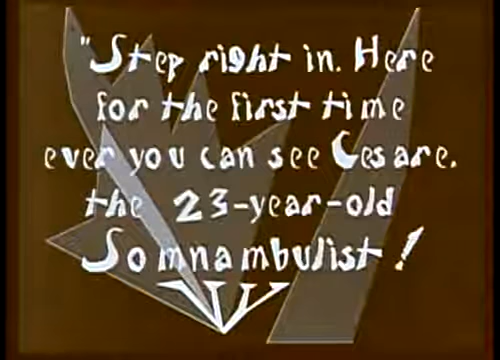 "Step right in. Here
for the first time
ever you can see Cesare.
the 23-year-old
Somnambulist!